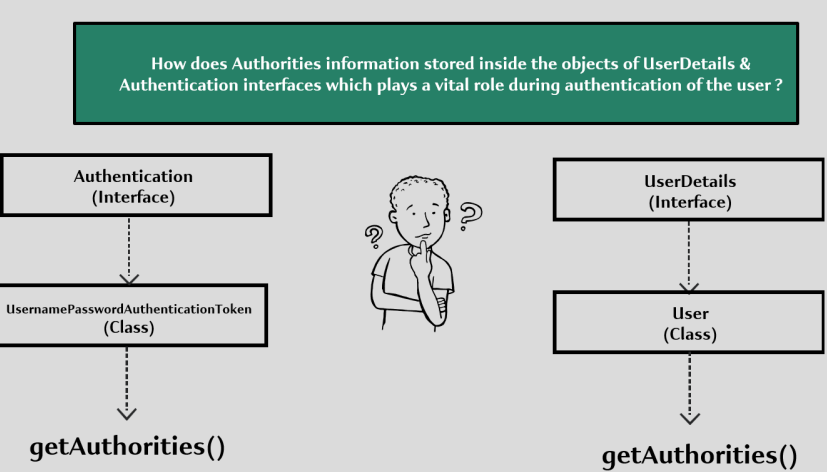 How does Authorities information stored inside the objects of UserDetails &
Authentication interfaces which plays a vital role during authentication of the user ?
Authentication
(Interface)
UserDetails
(Interface)
?
?
UsernamePasswordAuthenticationToken
(Class)
User
(Class)
getAuthorities()
getAuthorities()